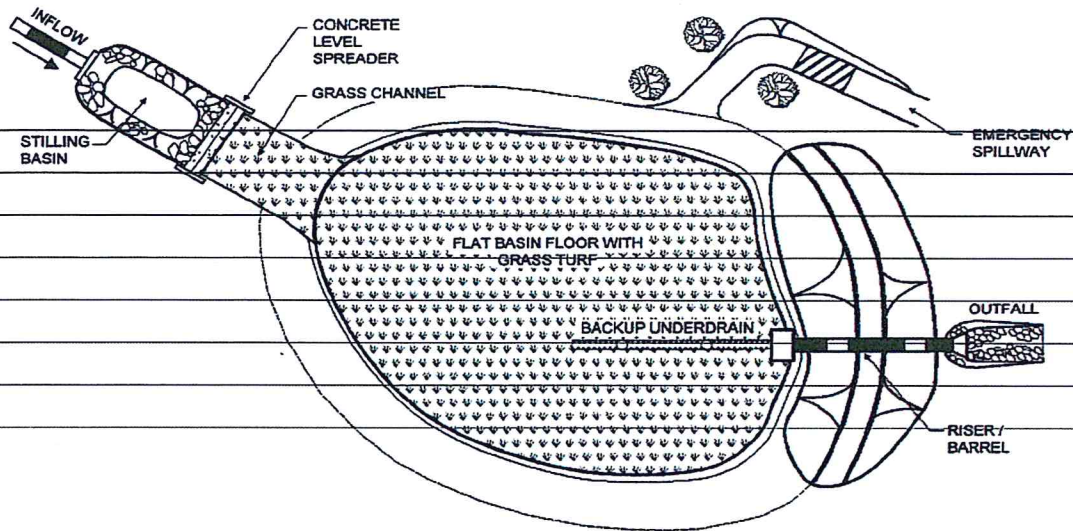 INFLOW
CONCRETE
LEVEL
SPREADER
GRASS CHANNEL
STILLING
BASIN
EMERGENCY
SPILLWAY
FLAT BASIN FLOOR WITH
GRASS TURF
BACKUP UNDERDRAIN
OUTFALL
RISER /
BARREL